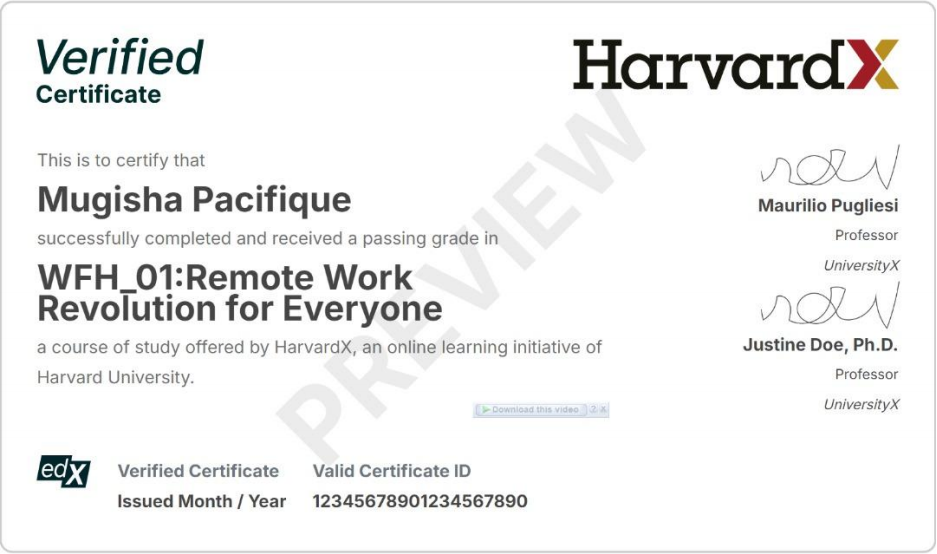 Verified
Certificate
HarvardX
This is to certify that
Mugisha Pacifique
successfully completed and received a passing grade in
WFH_01:Remote Work
Revolution for Everyone
a course of study offered by HarvardX, an online learning initiative of
Harvard University.
PREVIEW
Maurilio Pugliesi
Professor
UniversityX
Justine Doe, Ph.D.
Professor
UniversityX
Download this video ? x
edX
Verified Certificate
Issued Month / Year
Valid Certificate ID
12345678901234567890